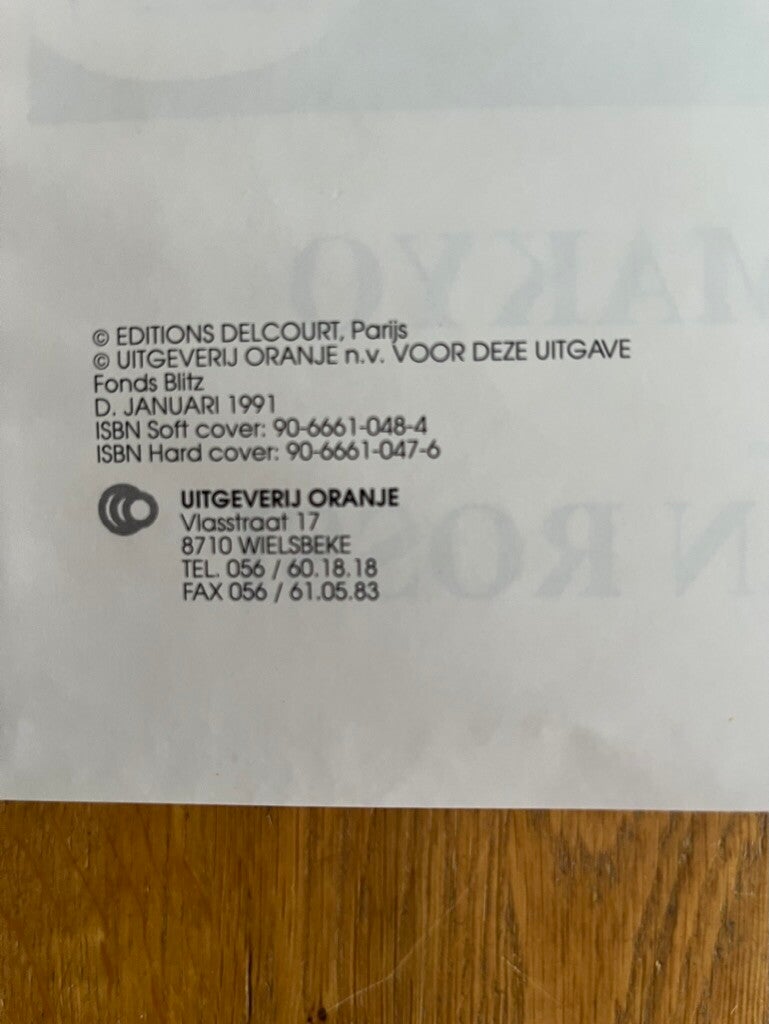 MAKYO
© EDITIONS DELCOURT, Parijs
© UITGEVERIJ ORANJE n.v. VOOR DEZE UITGAVE
Fonds Blitz
D. JANUARI 1991
ISBN Soft cover: 90-6661-048-4
ISBN Hard cover: 90-6661-047-6
UITGEVERIJ ORANJE
Vlasstraat 17
8710 WIELSBEKE
TEL. 056 / 60.18.18
FAX 056 / 61.05.83